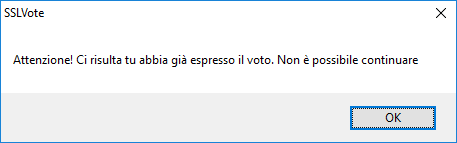 SSLVote
Attenzione! Ci risulta tu abbia già espresso il voto. Non è possibile continuare
OK